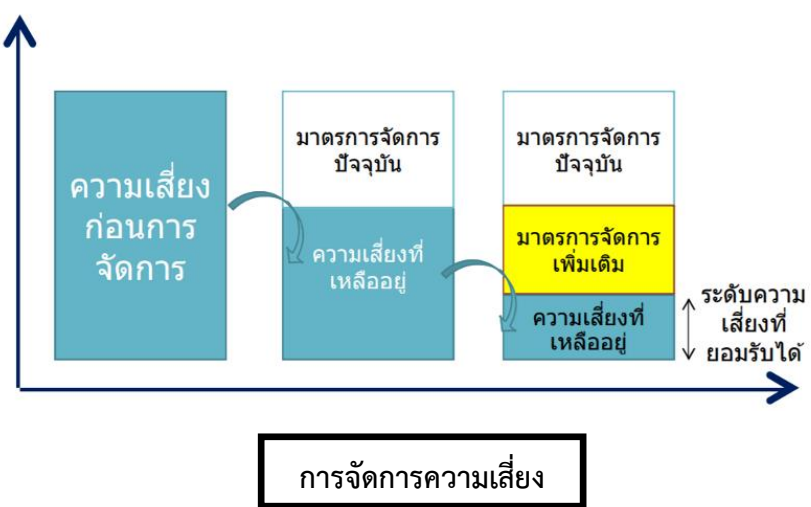 ความเสี่ยง
ก่อนการ
จัดการ
มาตรการจัดการ
ปัจจุบัน
ความเสี่ยงที่
เหลืออยู่
มาตรการจัดการ
ปัจจุบัน
มาตรการจัดการ
เพิ่มเติม
ความเสี่ยงที่
เหลืออยู่
ระดับความ
เสี่ยงที่
ยอมรับได้
การจัดการความเสี่ยง